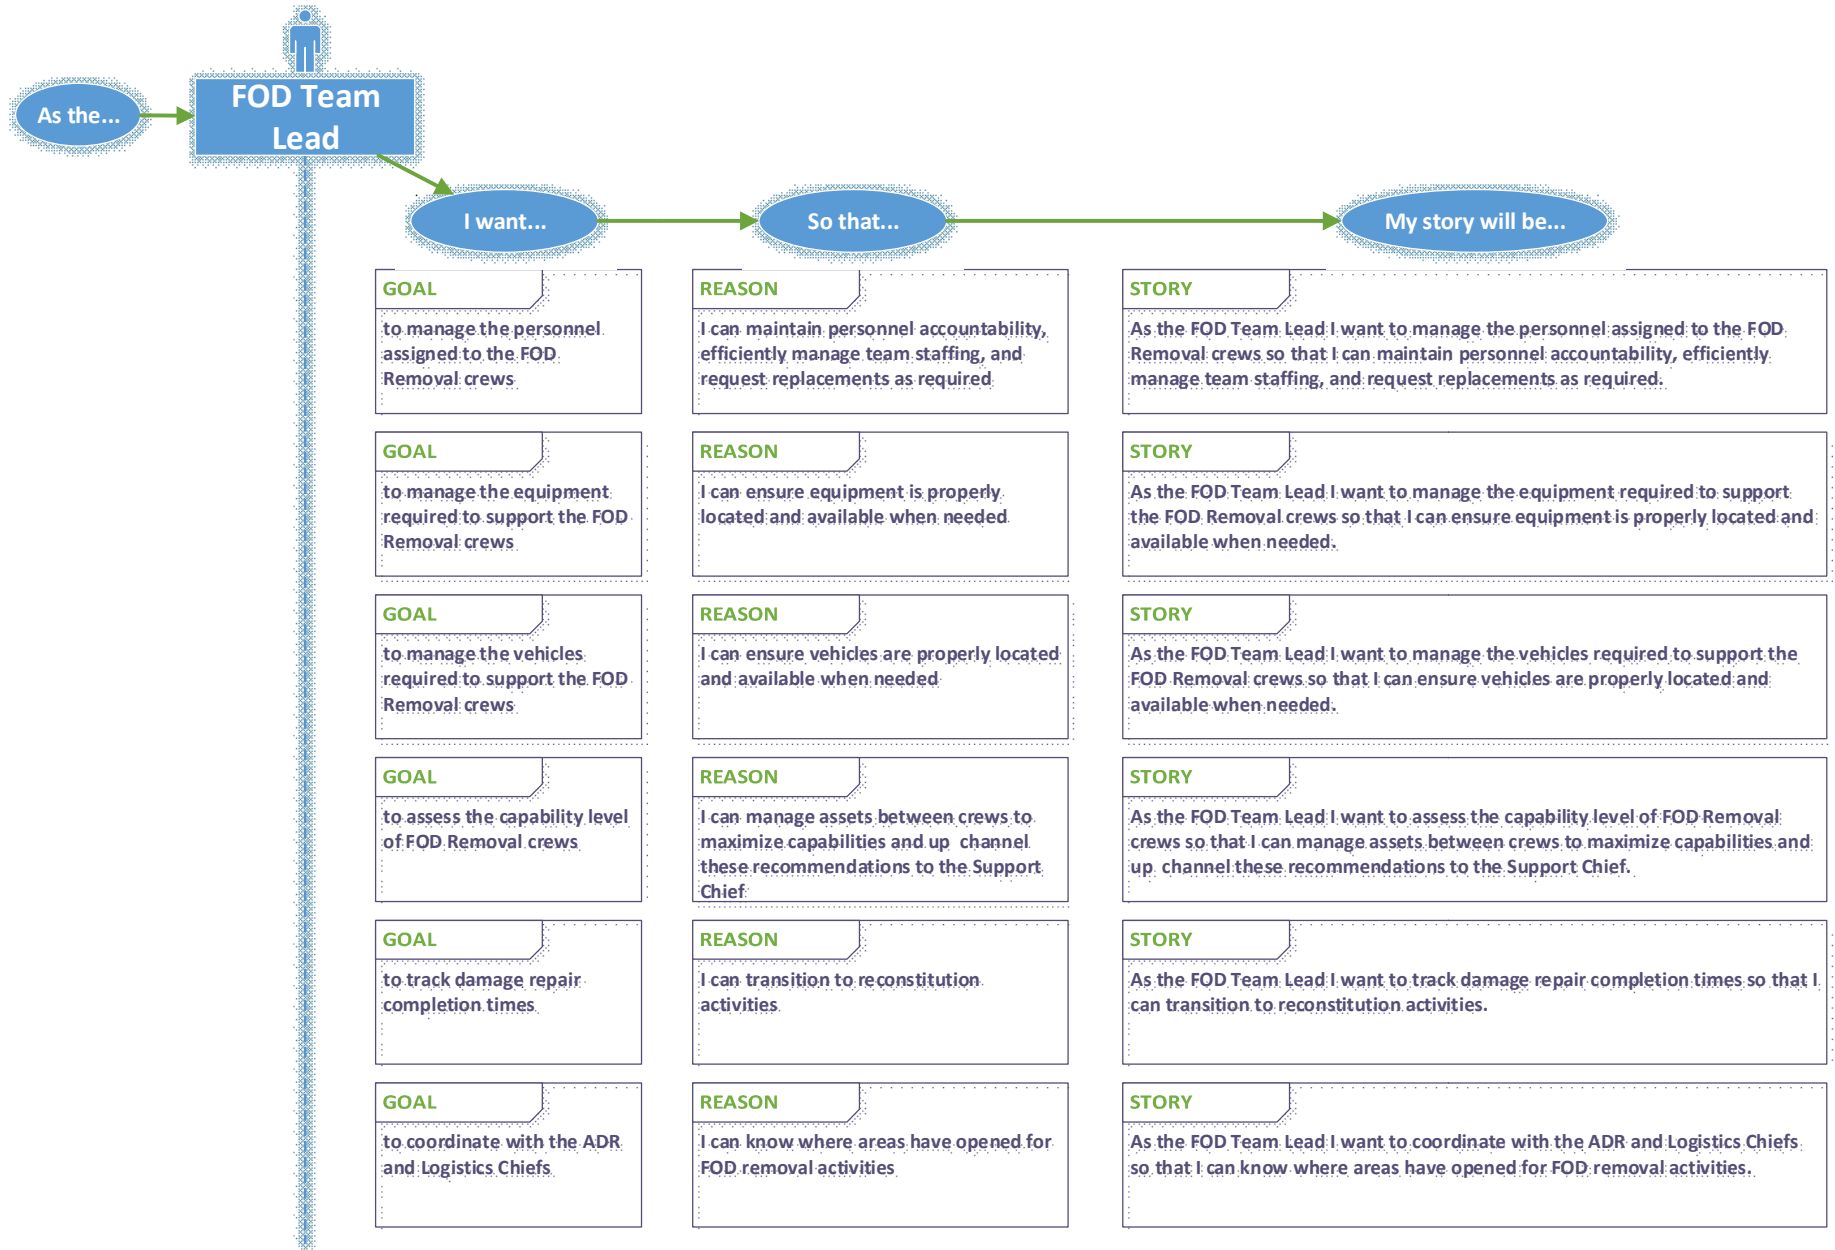 As the...
FOD Team
Lead
I want...
So that...
My story will be...
GOAL
to manage the personnel
assigned to the FOD
Removal crews
REASON
I can maintain personnel accountability,
efficiently manage team staffing, and
request replacements as required
STORY
As the FOD Team Lead I want to manage the personnel assigned to the FOD
Removal crews so that I can maintain personnel accountability, efficiently
manage team staffing, and request replacements as required.
GOAL
to manage the equipment
required to support the FOD
Removal crews
REASON
I can ensure equipment is properly
located and available when needed
STORY
As the FOD Team Lead I want to manage the equipment required to support
the FOD Removal crews so that I can ensure equipment is properly located and
available when needed.
GOAL
to manage the vehicles
required to support the FOD
Removal crews
REASON
I can ensure vehicles are properly located
and available when needed
STORY
As the FOD Team Lead I want to manage the vehicles required to support the
FOD Removal crews so that I can ensure vehicles are properly located and
available when needed.
GOAL
to assess the capability level
of FOD Removal crews
REASON
I can manage assets between crews to
maximize capabilities and up channel
these recommendations to the Support
Chief
STORY
As the FOD Team Lead I want to assess the capability level of FOD Removal
crews so that I can manage assets between crews to maximize capabilities and
up channel these recommendations to the Support Chief.
GOAL
to track damage repair
completion times
REASON
I can transition to reconstitution
activities
STORY
As the FOD Team Lead I want to track damage repair completion times so that I
can transition to reconstitution activities.
GOAL
to coordinate with the ADR
and Logistics Chiefs
REASON
I can know where areas have opened for
FOD removal activities
STORY
As the FOD Team Lead I want to coordinate with the ADR and Logistics Chiefs
so that I can know where areas have opened for FOD removal activities.